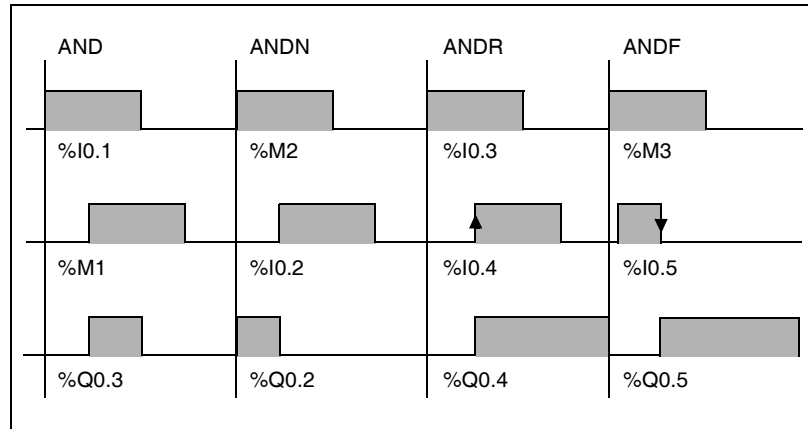 AND ANDN ANDR ANDF
%I0.1 %M2 %I0.3 %M3
%M1 %I0.2 %I0.4 %I0.5
%Q0.3 %Q0.2 %Q0.4 %Q0.5